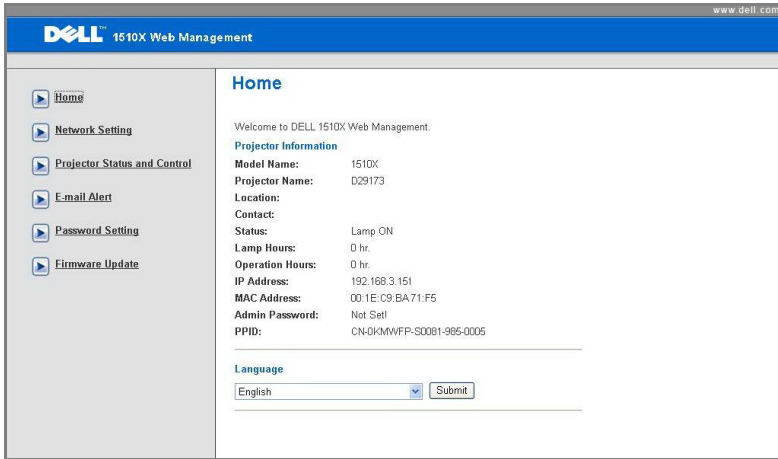 www.dell.com
DELL™ 1510X Web Management
Home
Network Setting
Projector Status and Control
E-mail Alert
Password Setting
Firmware Update
Home
Welcome to DELL 1510X Web Management.
Projector Information
Model Name: 1510X
Projector Name: D29173
Location:
Contact:
Status: Lamp ON
Lamp Hours: 0 hr.
Operation Hours: 0 hr.
IP Address: 192.168.3.151
MAC Address: 00:1E:C9:BA71:F5
Admin Password: Not Set!
PPID: CN-0KMWFP-S0081-985-0005
Language
English Submit